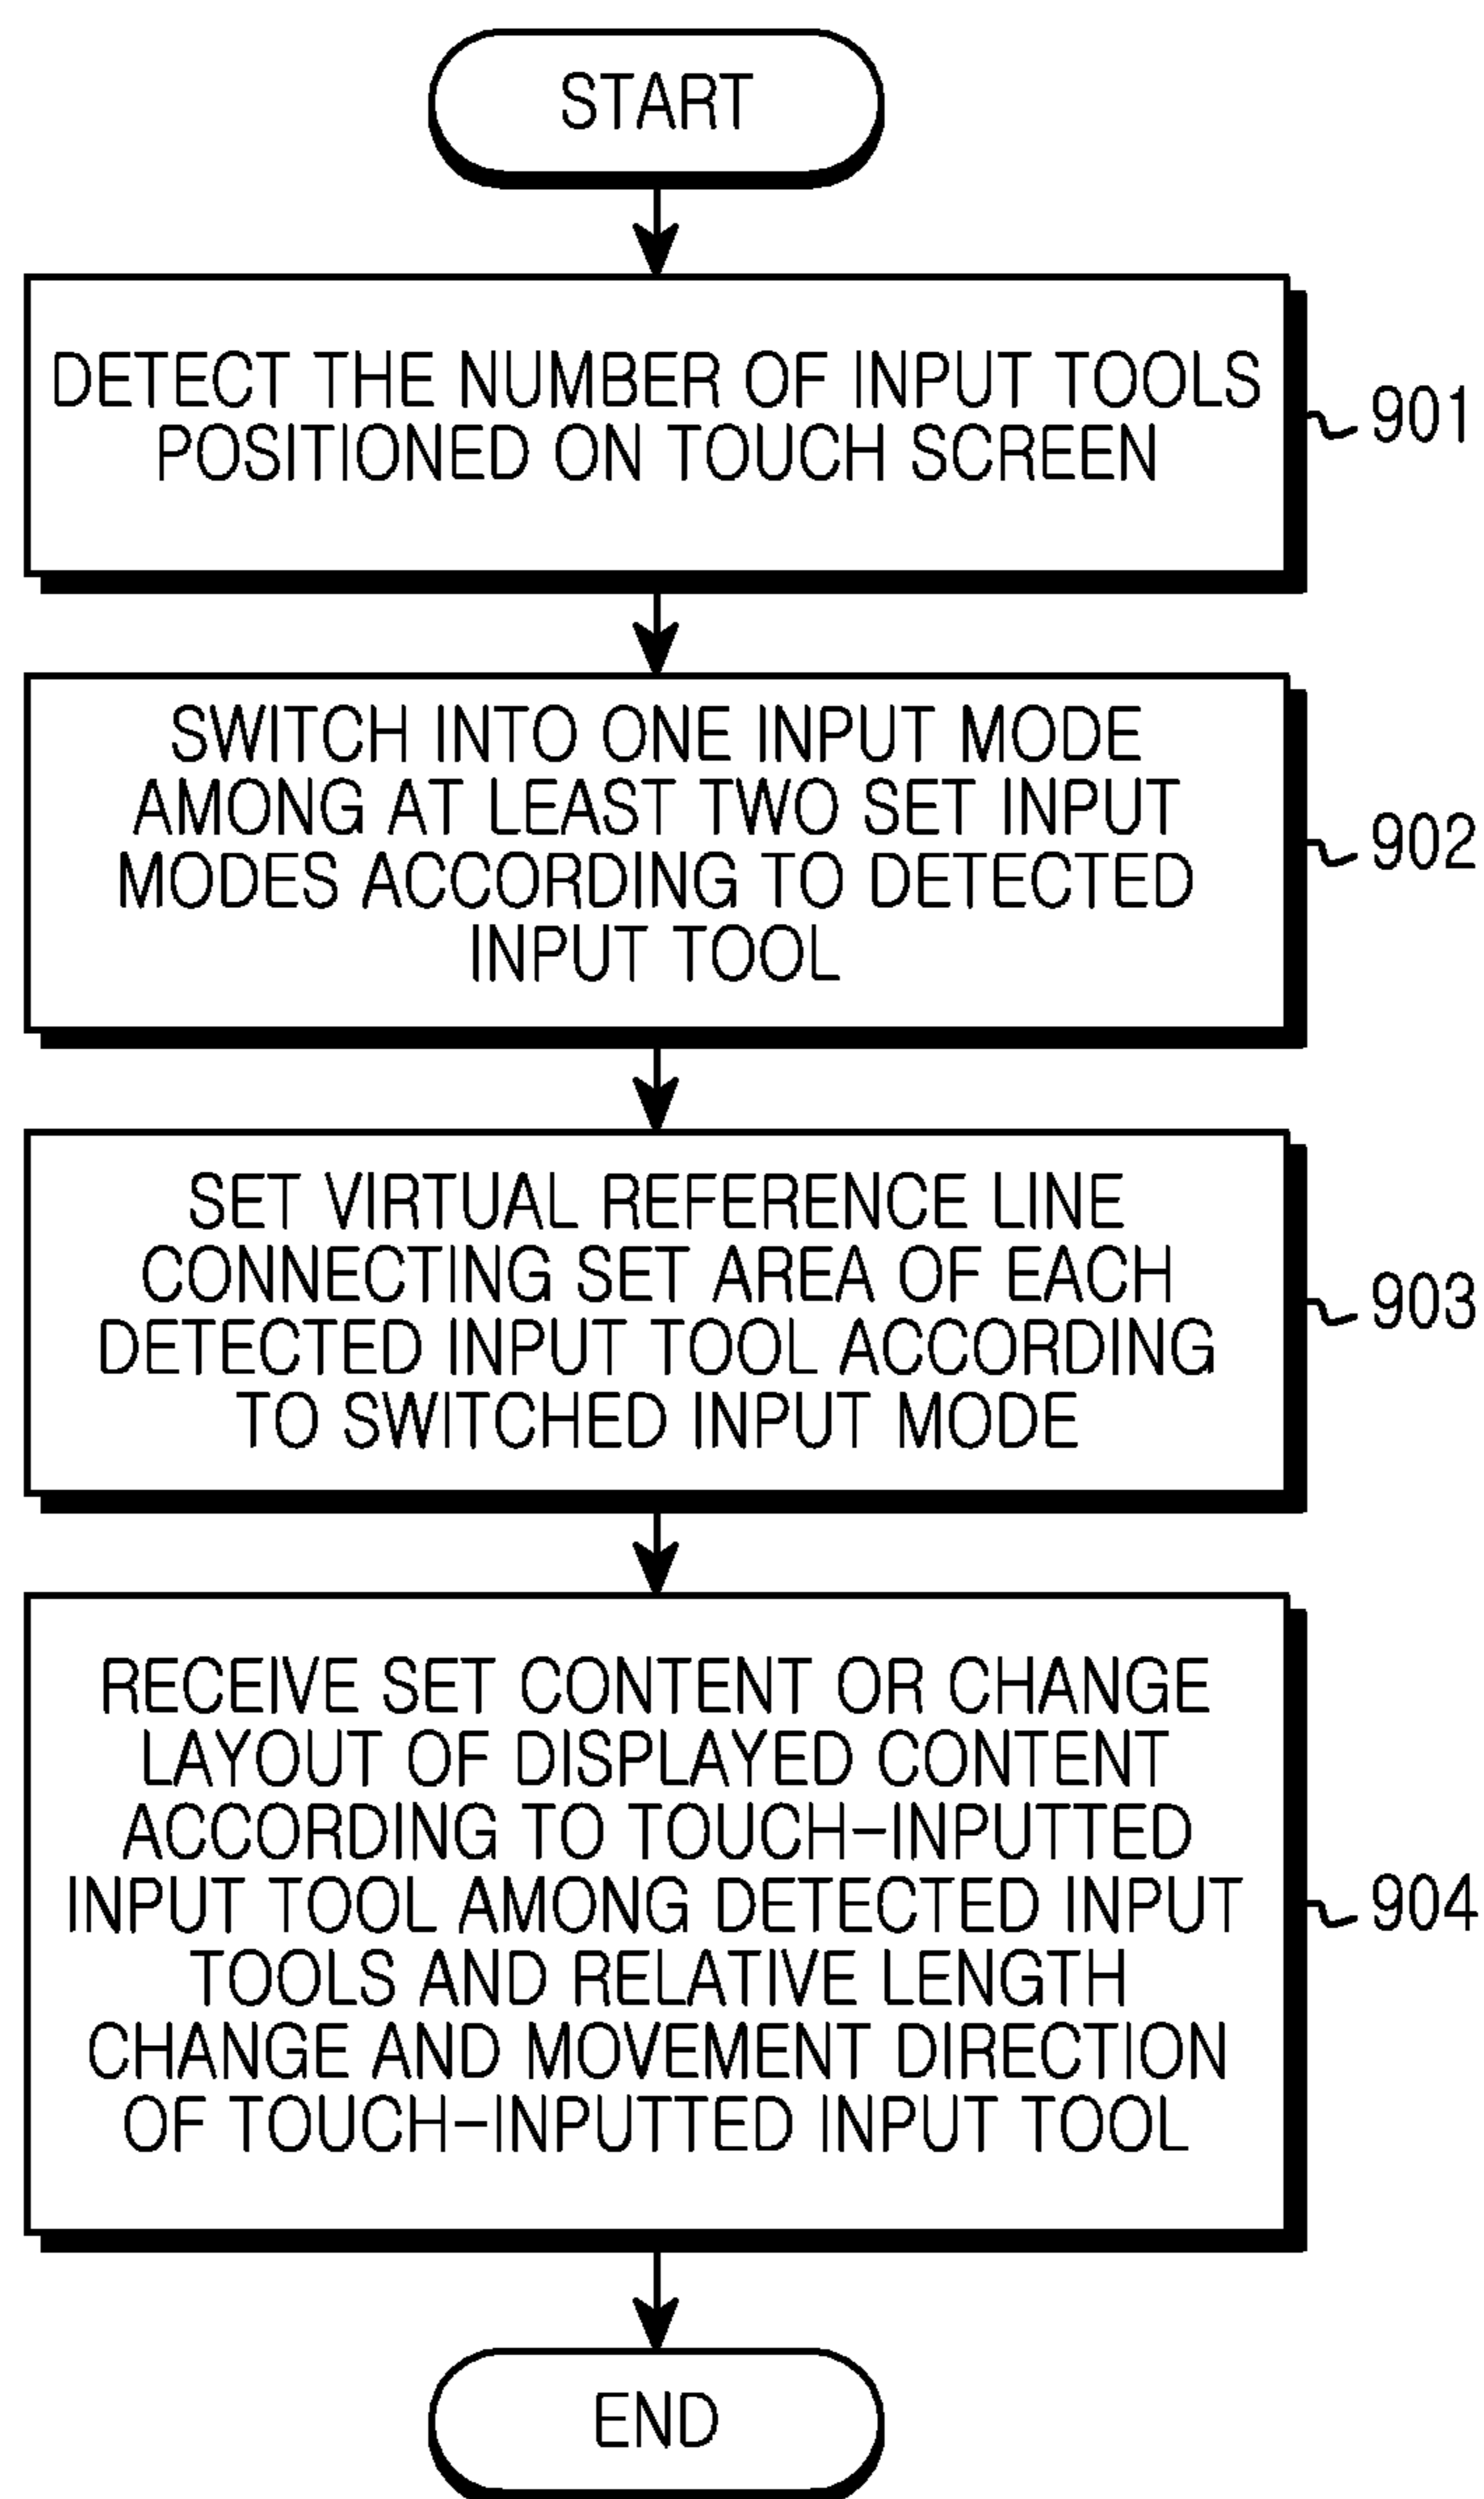 START
DETECT THE NUMBER OF INPUT TOOLS
POSITIONED ON TOUCH SCREEN
901
SWITCH INTO ONE INPUT MODE
AMONG AT LEAST TWO SET INPUT
MODES ACCORDING TO DETECTED
INPUT TOOL
902
SET VIRTUAL REFERENCE LINE
CONNECTING SET AREA OF EACH
DETECTED INPUT TOOL ACCORDING
TO SWITCHED INPUT MODE
903
RECEIVE SET CONTENT OR CHANGE
LAYOUT OF DISPLAYED CONTENT
ACCORDING TO TOUCH-INPUTTED
INPUT TOOL AMONG DETECTED INPUT
TOOLS AND RELATIVE LENGTH
CHANGE AND MOVEMENT DIRECTION
OF TOUCH-INPUTTED INPUT TOOL
904
END